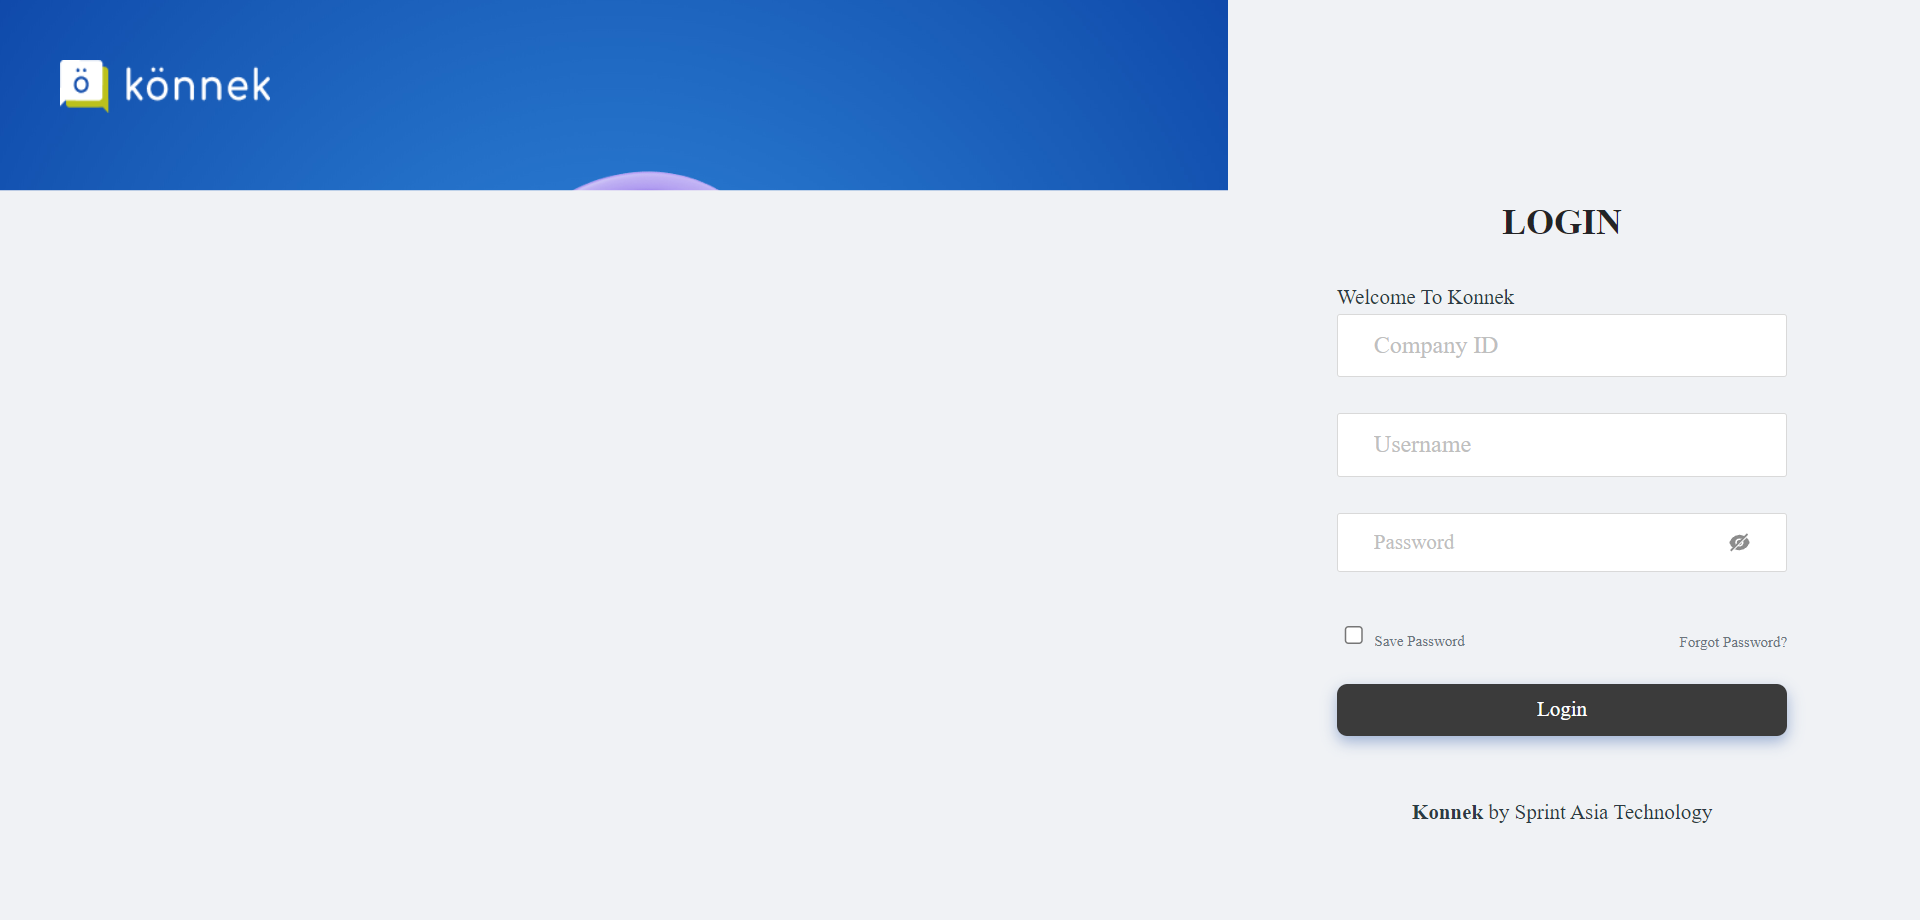 ö könnek
LOGIN
Welcome To Konnek
Company ID
Username
Password
Save Password
Forgot Password?
Login
Konnek by Sprint Asia Technology